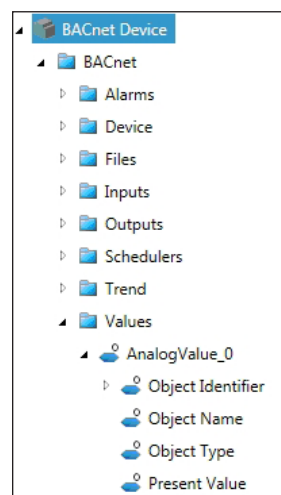 BACnet Device
BACnet
Alarms
Device
Files
Inputs
Outputs
Schedulers
Trend
Values
AnalogValue_0
Object Identifier
Object Name
Object Type
Present Value